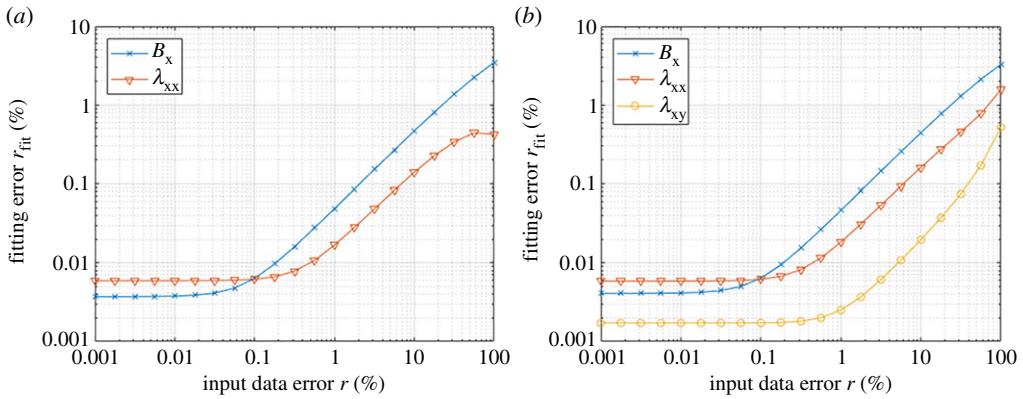 (a)
10
1
0.1
0.01
0.001
fitting error r_fit (%)
B_x
λ_xx
0.001 0.01 0.1 1 10 100
input data error r (%)
(b)
10
1
0.1
0.01
0.001
fitting error r_fit (%)
B_x
λ_xx
λ_xy
0.001 0.01 0.1 1 10 100
input data error r (%)